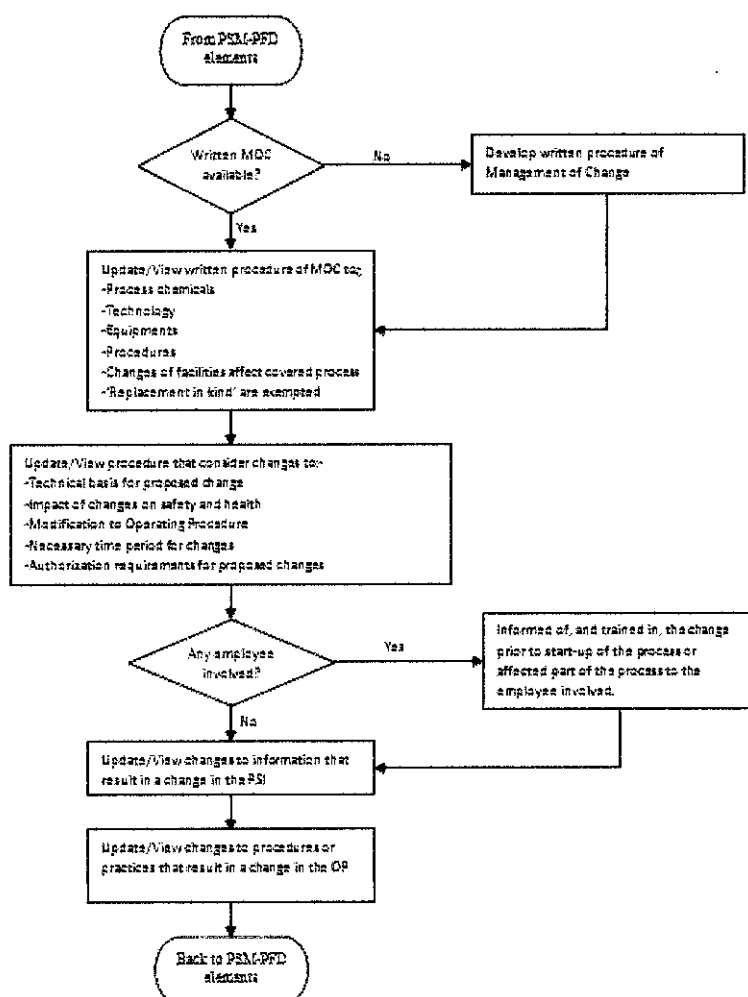 From PSM-PFD
elements
Written MOC
available?
No
Develop written procedure of
Management of Change
Yes
Update/View written procedure of MOC to;
-Process chemicals
-Technology
-Equipments
-Procedures
-Changes of facilities affect covered process
-'Replacement in kind' are exempted
Update/View procedure that consider changes to:-
-Technical basis for proposed change
-Impact of changes on safety and health
-Modification to Operating Procedure
-Necessary time period for changes
-Authorization requirements for proposed changes
Any employee
involved?
Yes
Informed of, and trained in, the change
prior to start-up of the process or
affected part of the process to the
employee involved.
No
Update/View changes to information that
result in a change in the PSI
Update/View changes to procedures or
practices that result in a change in the OP
Back to PSM-PFD
elements